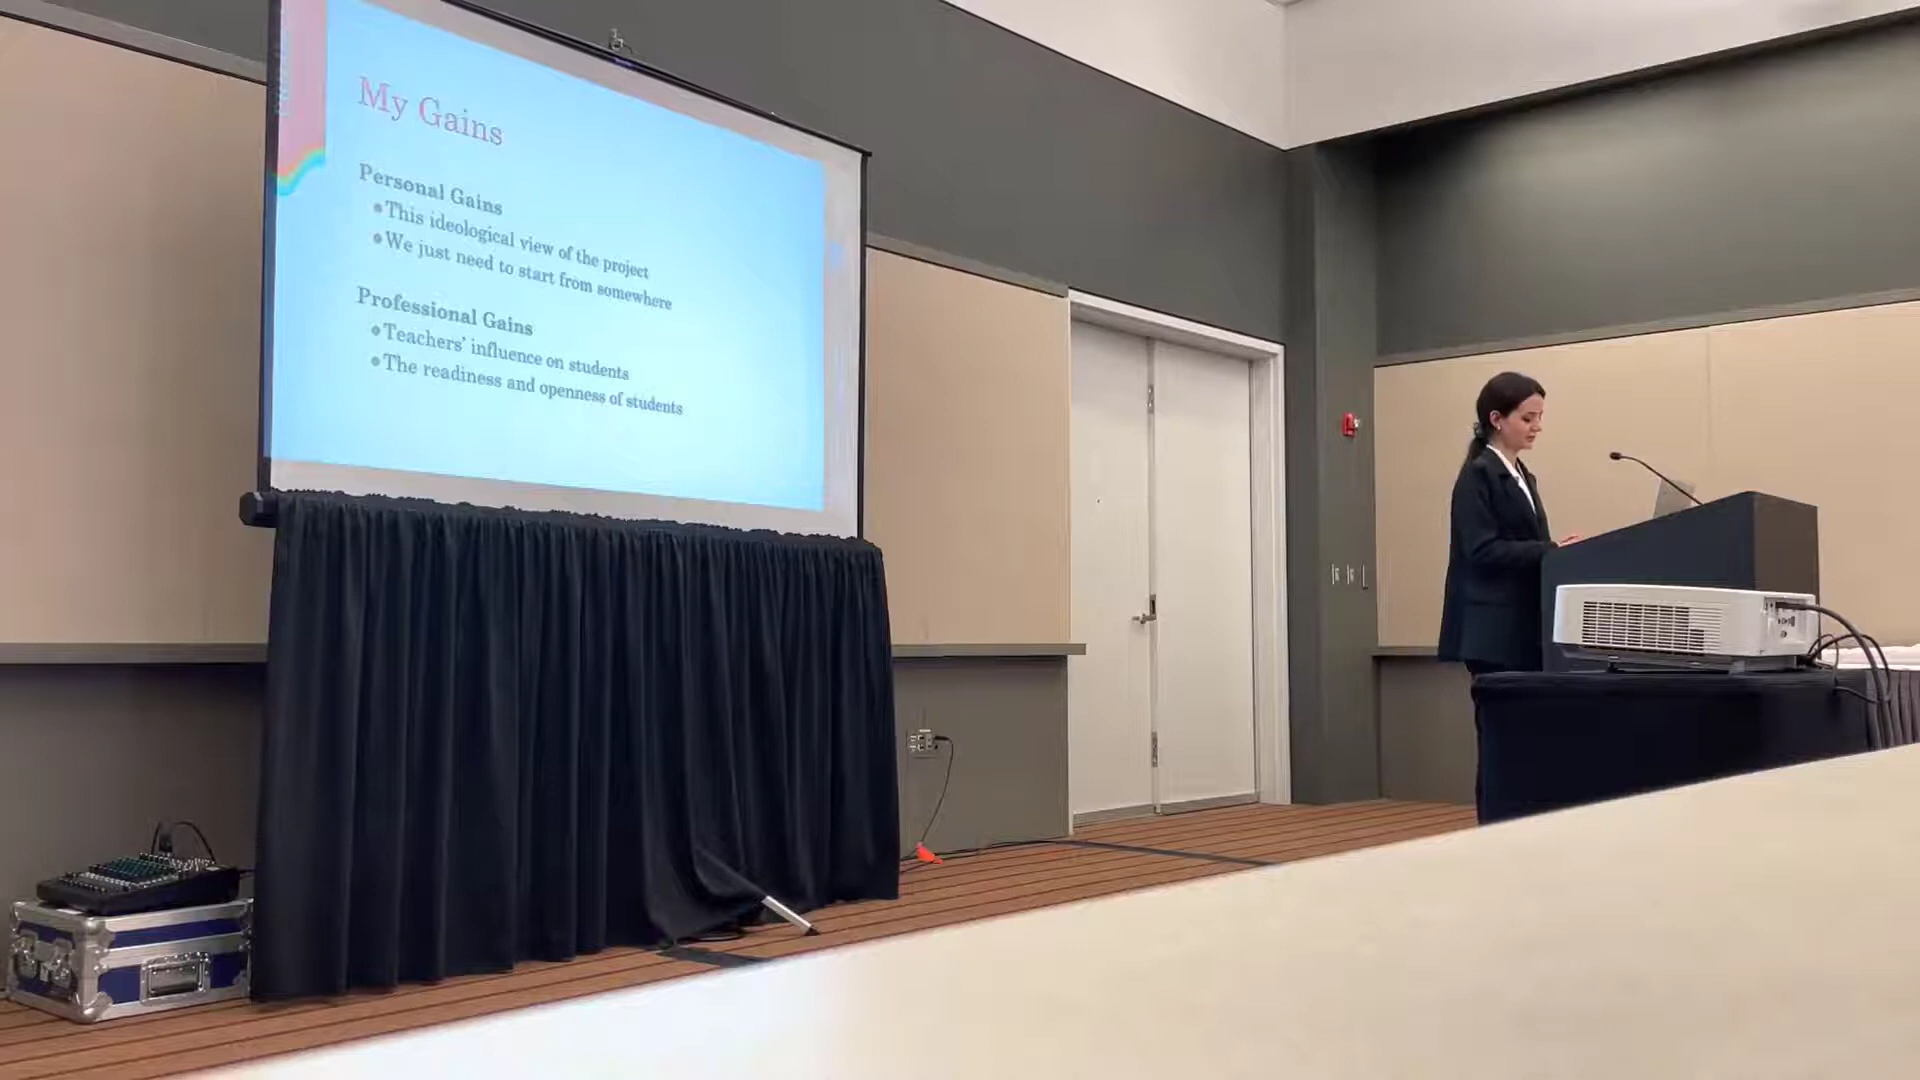 My Gains
Personal Gains
•This ideological view of the project
•We just need to start from somewhere
Professional Gains
•Teachers’ influence on students
•The readiness and openness of students